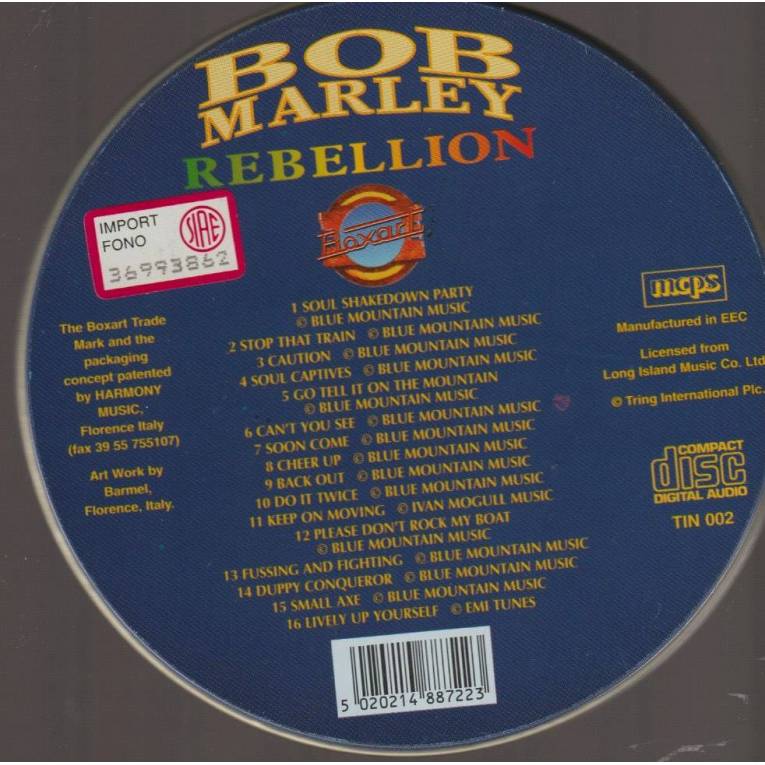 BOB
MARLEY
REBELLION
IMPORT
FONO
SIAE
36993862
Boxart
1 SOUL SHAKEDOWN PARTY
© BLUE MOUNTAIN MUSIC
2 STOP THAT TRAIN © BLUE MOUNTAIN MUSIC
3 CAUTION © BLUE MOUNTAIN MUSIC
4 SOUL CAPTIVES © BLUE MOUNTAIN MUSIC
5 GO TELL IT ON THE MOUNTAIN
© BLUE MOUNTAIN MUSIC
6 CAN'T YOU SEE © BLUE MOUNTAIN MUSIC
7 SOON COME © BLUE MOUNTAIN MUSIC
8 CHEER UP © BLUE MOUNTAIN MUSIC
9 BACK OUT © BLUE MOUNTAIN MUSIC
10 DO IT TWICE © BLUE MOUNTAIN MUSIC
11 KEEP ON MOVING © IVAN MOGULL MUSIC
12 PLEASE DON'T ROCK MY BOAT
© BLUE MOUNTAIN MUSIC
13 FUSSING AND FIGHTING © BLUE MOUNTAIN MUSIC
14 DUPPY CONQUEROR © BLUE MOUNTAIN MUSIC
15 SMALL AXE © BLUE MOUNTAIN MUSIC
16 LIVELY UP YOURSELF © EMI TUNES
The Boxart Trade
Mark and the
packaging
concept patented
by HARMONY
MUSIC,
Florence Italy
(fax 39 55 755107)
Art Work by
Barmel,
Florence, Italy.
mcps
Manufactured in EEC
Licensed from
Long Island Music Co. Ltd
© Tring International Plc.
COMPACT
disc
DIGITAL AUDIO
TIN 002
5 020214 887223